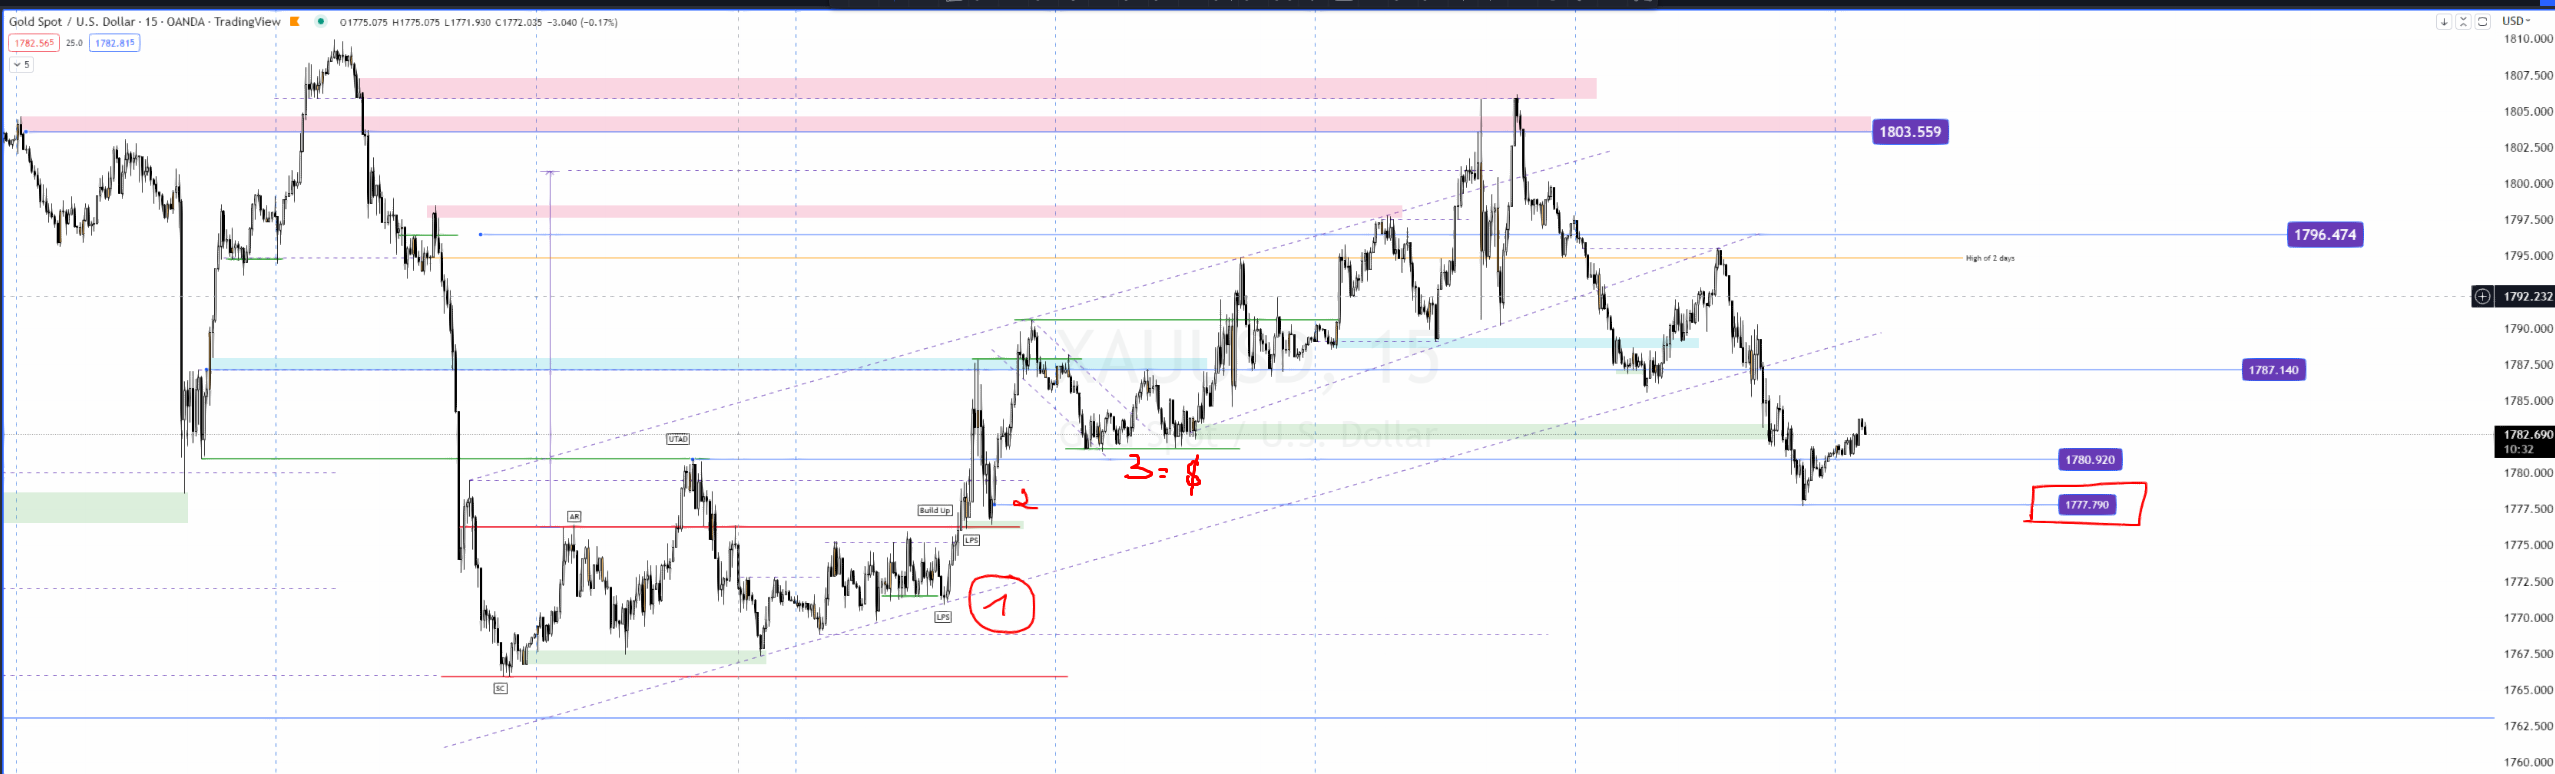 Gold Spot / U.S. Dollar · 15 · OANDA · TradingView O1775.075 H1775.075 L1771.930 C1772.035 −3.040 (−0.17%)
USD
1782.565 25.0 1782.815
5
1810.000
1807.500
1805.000
1803.559
1802.500
1800.000
1797.500
1796.474
1795.000
High of 2 days
1792.232
1790.000
XAUUSD, 15
1787.140
1787.500
1785.000
Gold Spot / U.S. Dollar
UTAD
1782.690
10:32
1780.920
3 = $
1780.000
2
1777.790
1777.500
Build Up
AR
LPS
1775.000
1772.500
1
LPS
1770.000
1767.500
SC
1765.000
1762.500
1760.000